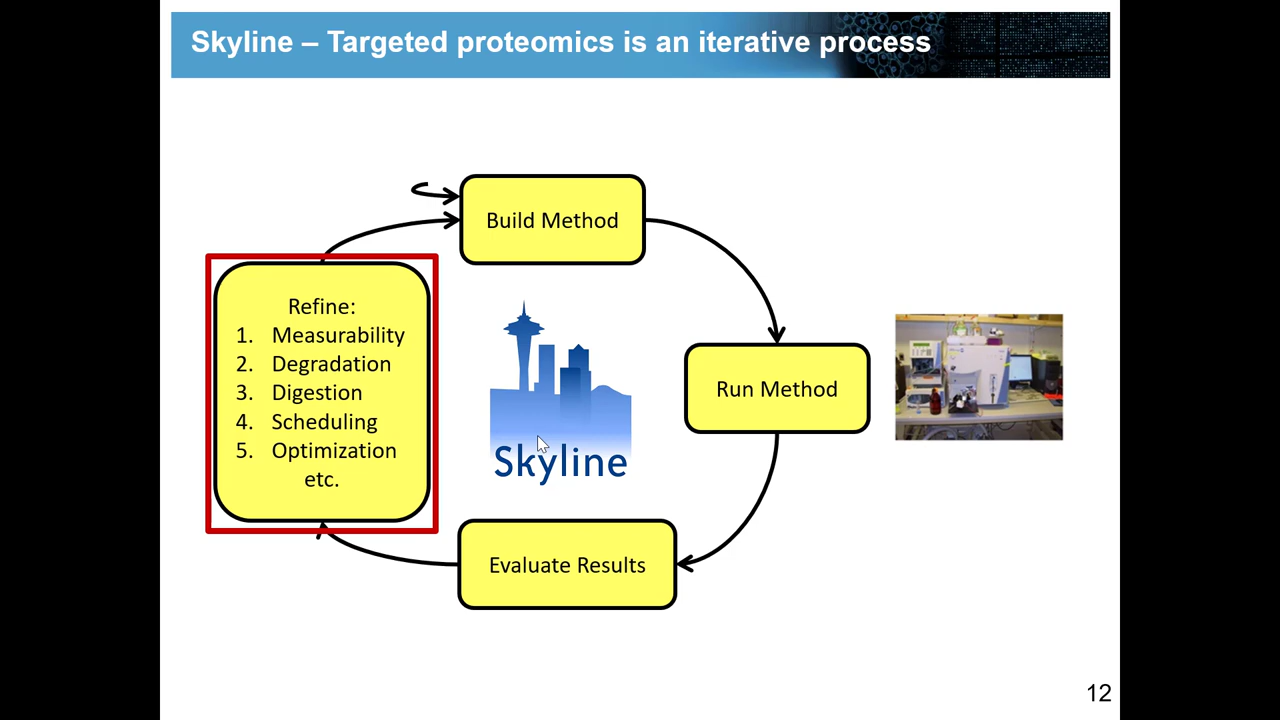 Skyline – Targeted proteomics is an iterative process
Build Method
Refine:
1. Measurability
2. Degradation
3. Digestion
4. Scheduling
5. Optimization
etc.
Skyline
Run Method
Evaluate Results
12